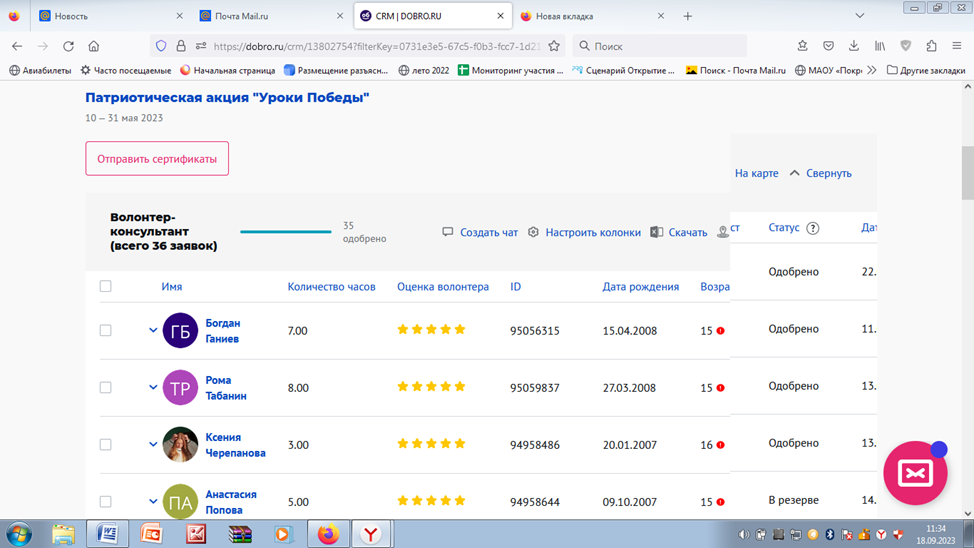 Новость
Почта Mail.ru
CRM | DOBRO.RU
Новая вкладка
https://dobro.ru/crm/13802754?filterKey=0731e3e5-67c5-f0b3-fcc7-1d21
Поиск
Авиабилеты
Часто посещаемые
Начальная страница
Размещение разъясн...
лето 2022
Мониторинг участия ...
Сценарий Открытие ...
Поиск - Почта Mail.ru
МАОУ «Покр
Другие закладки
Патриотическая акция "Уроки Победы"
10 – 31 мая 2023
Отправить сертификаты
На карте
Свернуть
Волонтер-
консультант
(всего 36 заявок)
35
одобрено
Создать чат
Настроить колонки
Скачать
Имя
Количество часов
Оценка волонтера
ID
Дата рождения
Возра
ст
Статус ?
Дат
Одобрено 22.
Богдан
Ганиев
ГБ
7.00
95056315
15.04.2008
15
Одобрено 11.
Рома
Табанин
ТР
8.00
95059837
27.03.2008
15
Одобрено 13.
Ксения
Черепанова
3.00
94958486
20.01.2007
16
Одобрено 13.
Анастасия
Попова
ПА
5.00
94958644
09.10.2007
15
В резерве 14.
11:34
18.09.2023